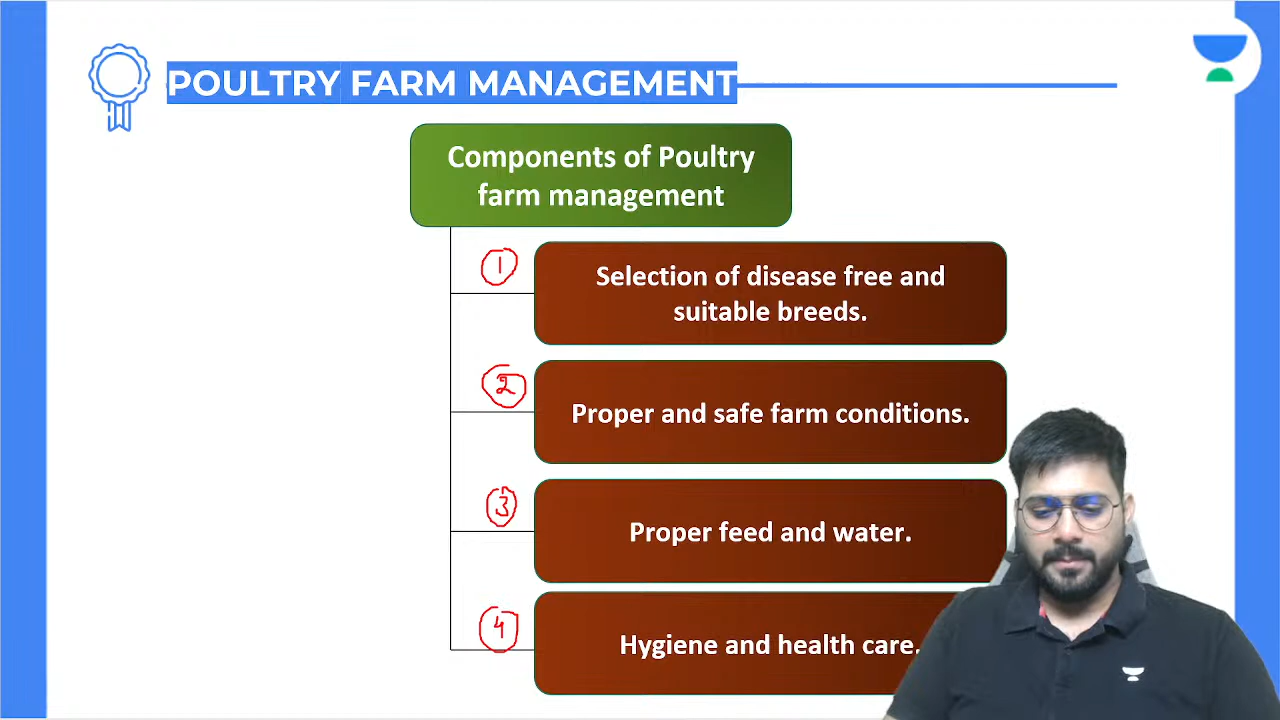 POULTRY FARM MANAGEMENT
Components of Poultry
farm management
1
Selection of disease free and
suitable breeds.
2
Proper and safe farm conditions.
3
Proper feed and water.
4
Hygiene and health care.